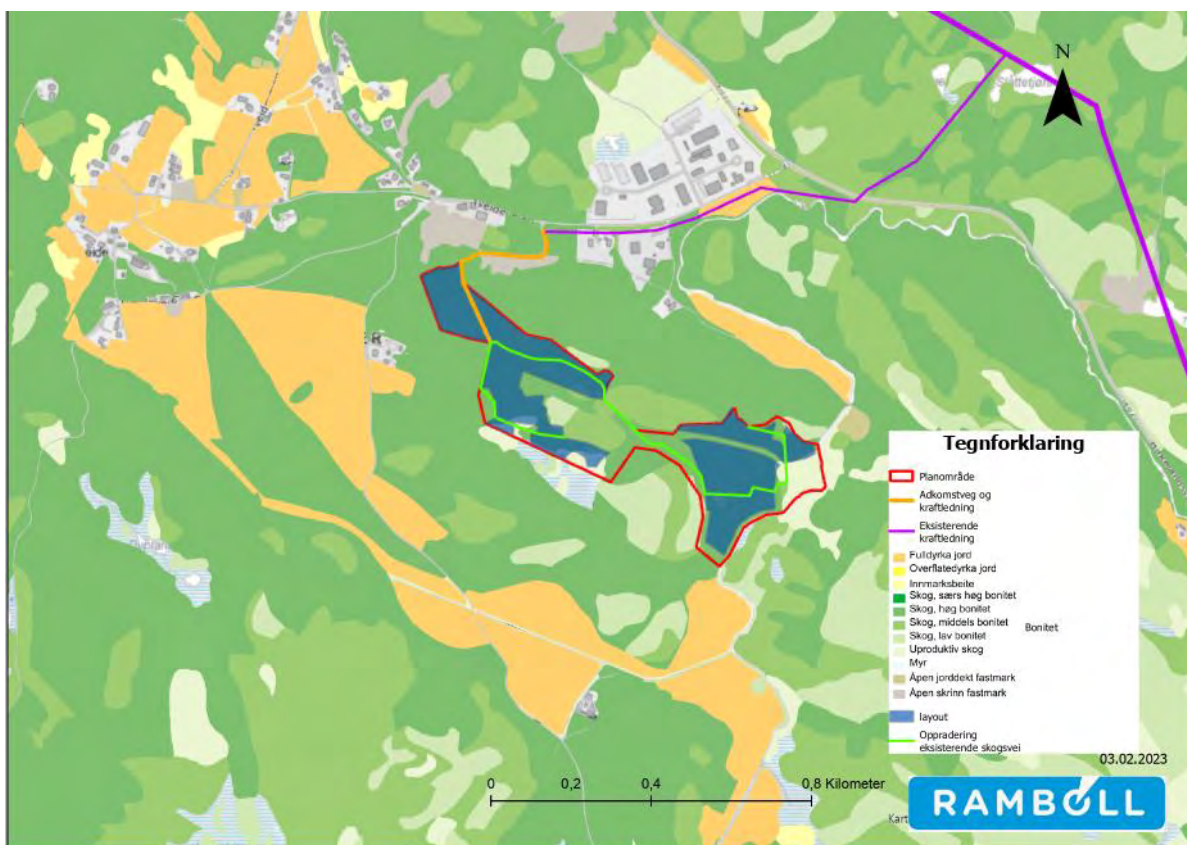 N
Tegnforklaring
Planområde
Adkomstveg og
kraftledning
Eksisterende
kraftledning
Fulldyrka jord
Overflatedyrka jord
Innmarksbeite
Skog, særs høg bonitet
Skog, høg bonitet
Skog, middels bonitet
Bonitet
Skog, lav bonitet
Uproduktiv skog
Myr
Åpen jorddekt fastmark
Åpen skrinn fastmark
layout
Oppradering
eksisterende skogsvei
03.02.2023
0 0,2 0,4 0,8 Kilometer
RAMBOLL
Kart